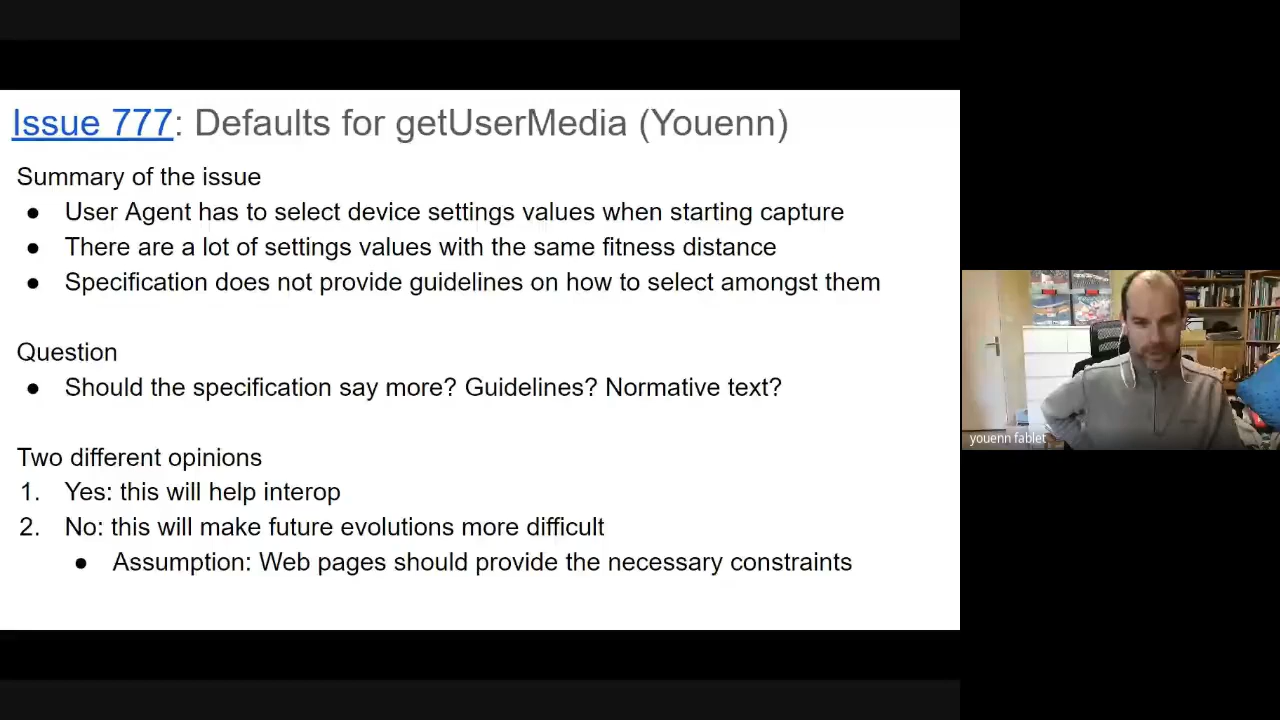 Issue 777: Defaults for getUserMedia (Youenn)
Summary of the issue
● User Agent has to select device settings values when starting capture
● There are a lot of settings values with the same fitness distance
● Specification does not provide guidelines on how to select amongst them
Question
● Should the specification say more? Guidelines? Normative text?
Two different opinions
1. Yes: this will help interop
2. No: this will make future evolutions more difficult
● Assumption: Web pages should provide the necessary constraints
youenn fablet